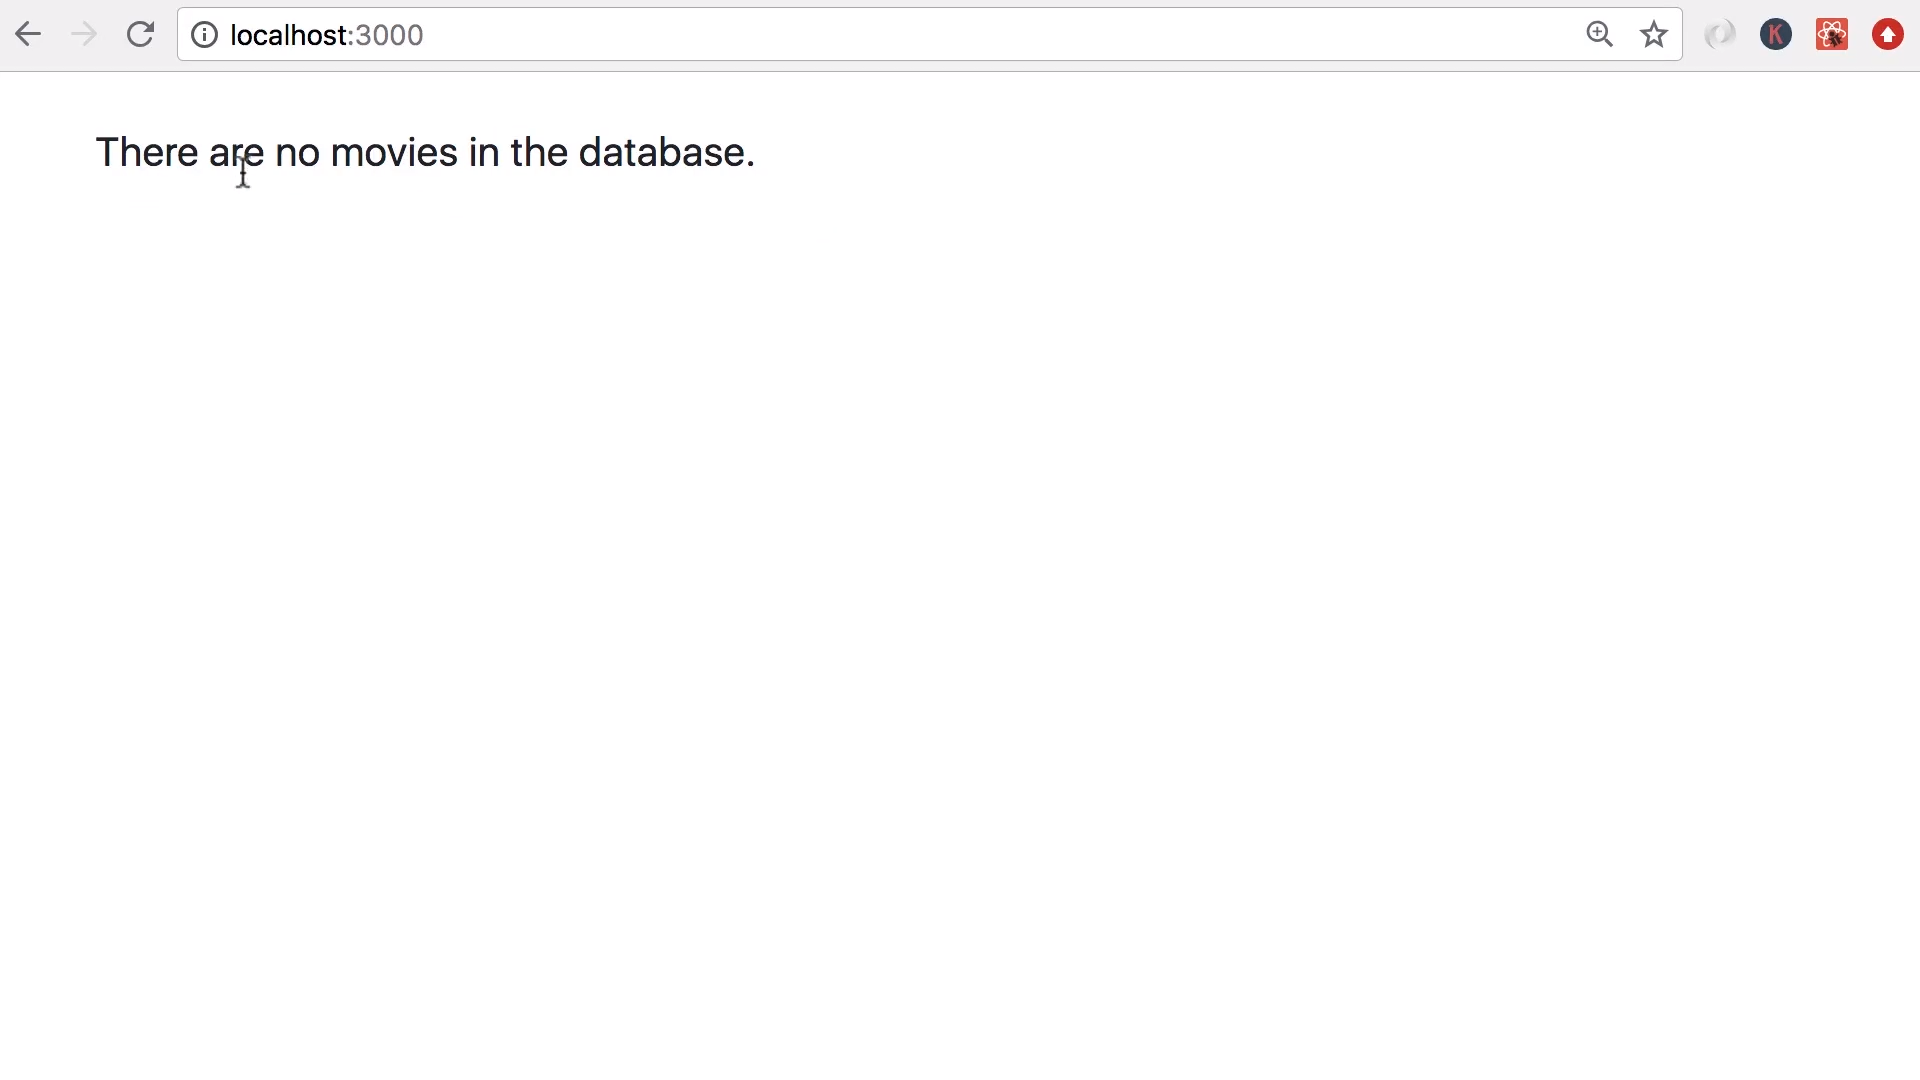 localhost:3000
K
There are no movies in the database.